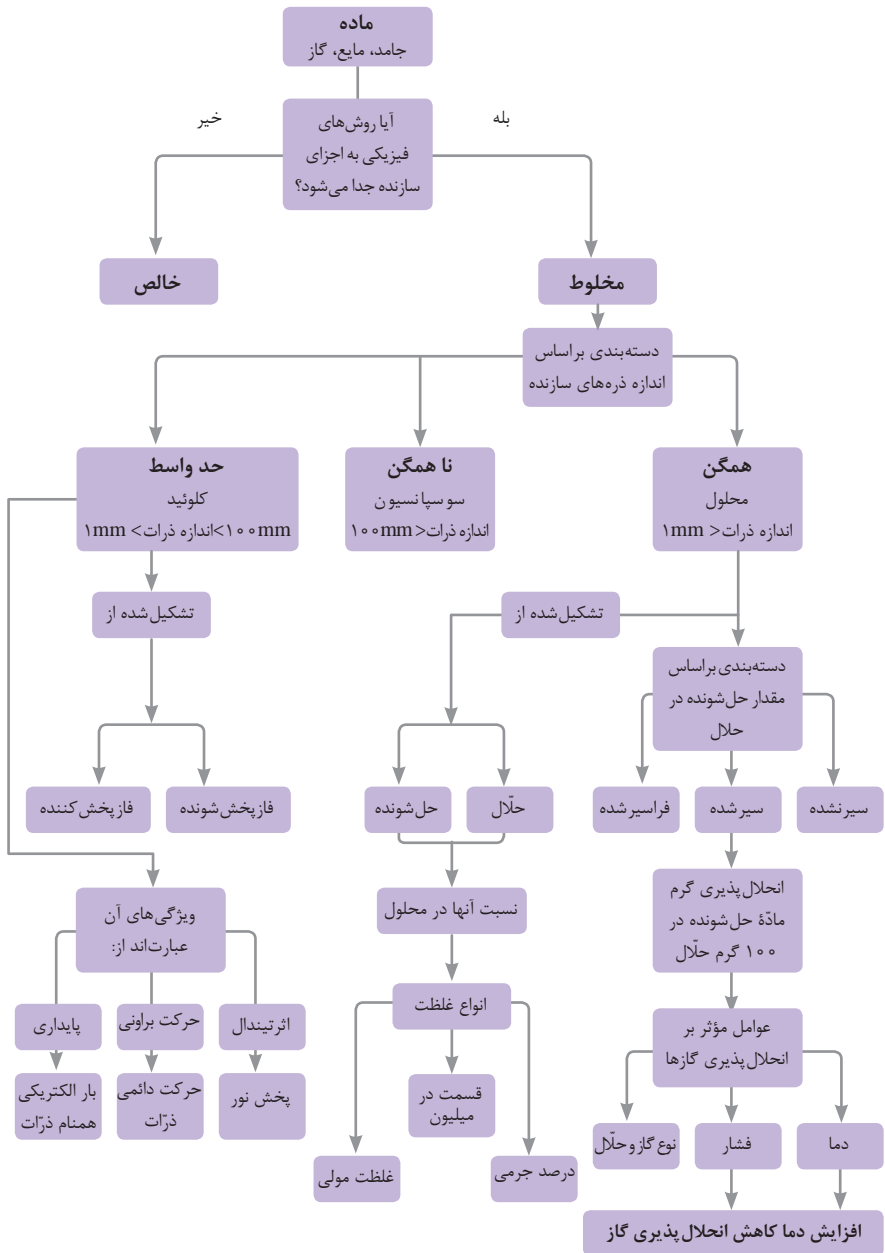 ماده
جامد، مایع، گاز
آیا روش‌های
فیزیکی به اجزای
سازنده جدا می‌شود؟
بله
خیر
مخلوط
خالص
دسته‌بندی براساس
اندازه ذره‌های سازنده
همگن
محلول
اندازه ذرات> ۱mm
نا همگن
سوسپانسیون
اندازه ذرات<۱۰۰mm
حد واسط
کلوئید
۱۰۰mm<اندازه ذرات< ۱mm
تشکیل‌شده از
تشکیل‌شده از
دسته‌بندی براساس
مقدار حل‌شونده در
حلال
سیرنشده
سیرشده
فراسیرشده
حلّال
حل‌شونده
فازپخش‌شونده
فازپخش‌کننده
انحلال‌پذیری گرم
مادّهٔ حل‌شونده در
۱۰۰ گرم حلّال
نسبت آنها در محلول
ویژگی‌های آن
عبارت‌اند از:
عوامل مؤثر بر
انحلال‌پذیری گازها
انواع غلظت
اثرتیندال
حرکت براونی
پایداری
پخش نور
حرکت دائمی
ذرّات
بار الکتریکی
همنام ذرّات
قسمت در
میلیون
دما
فشار
نوع گازوحلّال
درصد جرمی
غلظت مولی
افزایش دما کاهش انحلال‌پذیری گاز